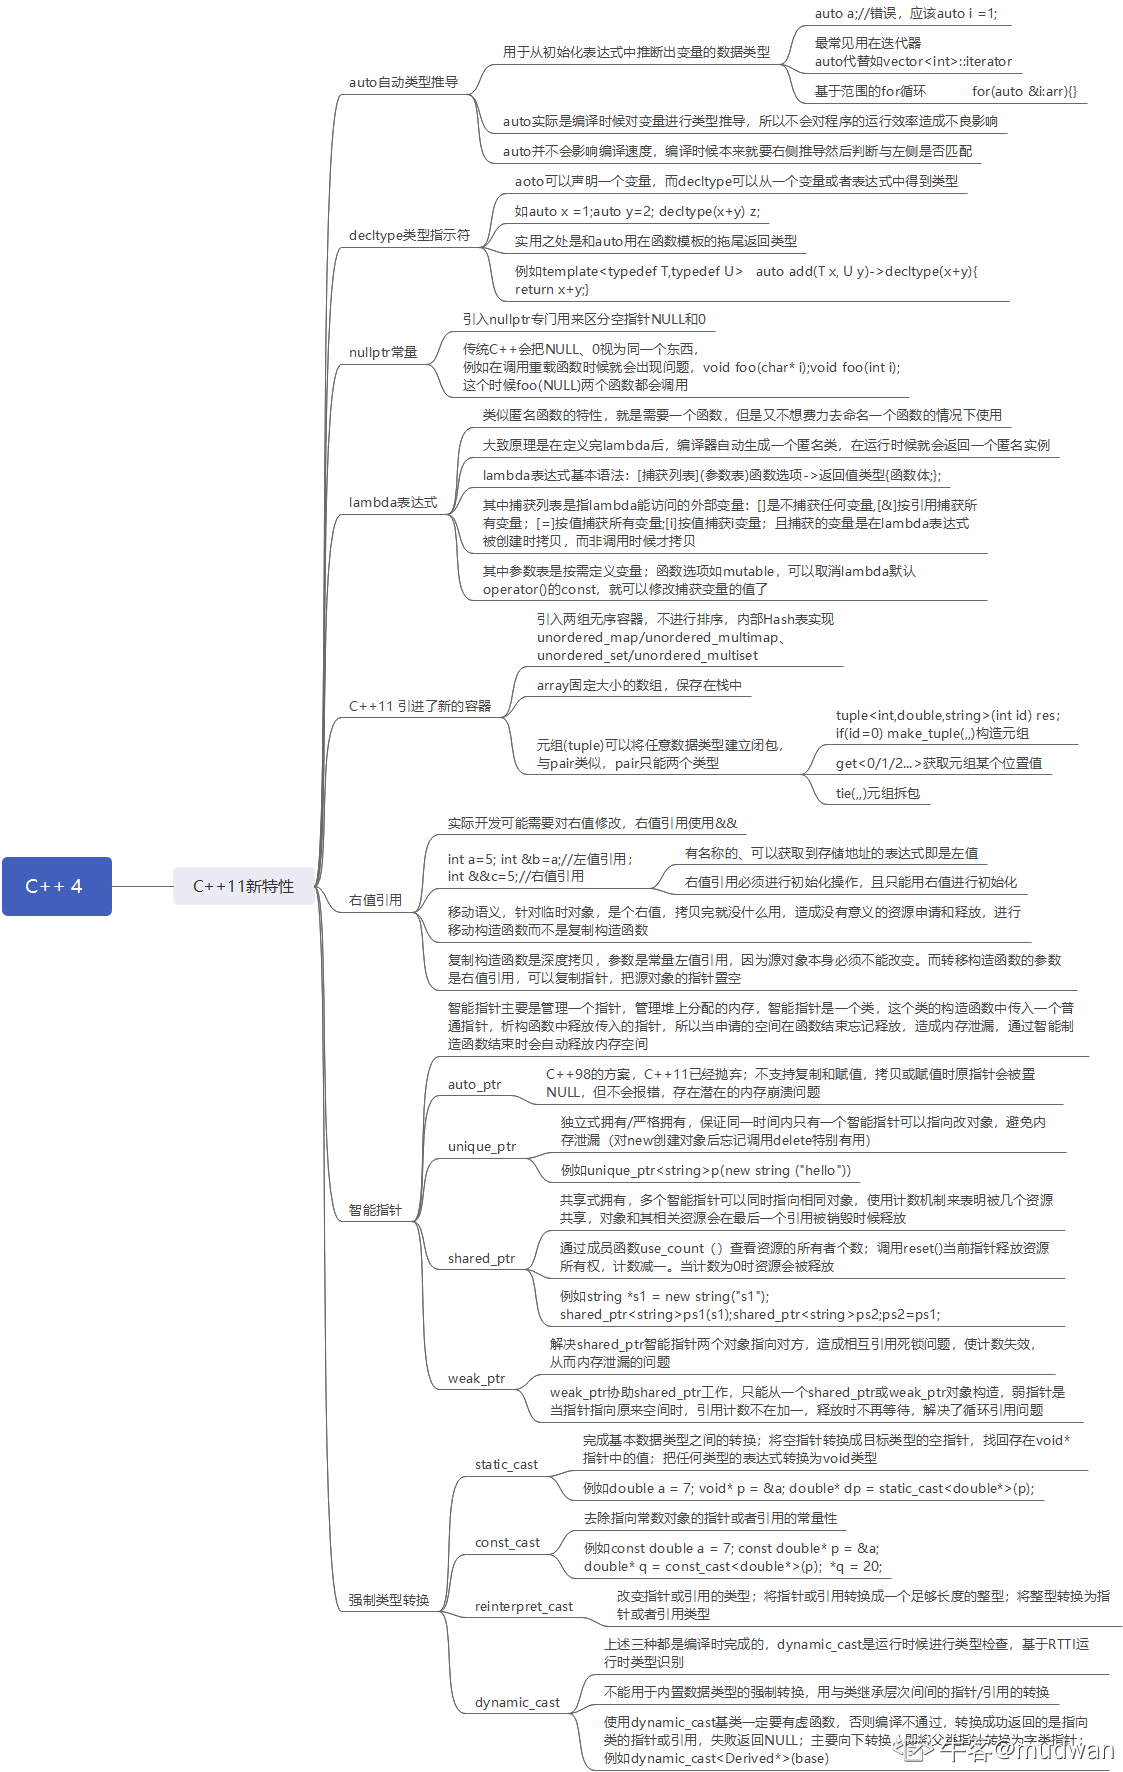 C++ 4
C++11新特性
auto自动类型推导
用于从初始化表达式中推断出变量的数据类型
auto a;//错误，应该auto i =1;
最常见用在迭代器
auto代替如vector<int>::iterator
基于范围的for循环 for(auto &i:arr){}
auto实际是编译时候对变量进行类型推导，所以不会对程序的运行效率造成不良影响
auto并不会影响编译速度，编译时候本来就要右侧推导然后判断与左侧是否匹配
decltype类型指示符
aoto可以声明一个变量，而decltype可以从一个变量或者表达式中得到类型
如auto x =1;auto y=2; decltype(x+y) z;
实用之处是和auto用在函数模板的拖尾返回类型
例如template<typedef T,typedef U> auto add(T x, U y)->decltype(x+y){
return x+y;}
nullptr常量
引入nullptr专门用来区分空指针NULL和0
传统C++会把NULL、0视为同一个东西，
例如在调用重载函数时候就会出现问题，void foo(char* i);void foo(int i);
这个时候foo(NULL)两个函数都会调用
lambda表达式
类似匿名函数的特性，就是需要一个函数，但是又不想费力去命名一个函数的情况下使用
大致原理是在定义完lambda后，编译器自动生成一个匿名类，在运行时候就会返回一个匿名实例
lambda表达式基本语法：[捕获列表](参数表)函数选项->返回值类型{函数体;};
其中捕获列表是指lambda能访问的外部变量：[]是不捕获任何变量,[&]按引用捕获所
有变量；[=]按值捕获所有变量;[i]按值捕获i变量；且捕获的变量是在lambda表达式
被创建时拷贝，而非调用时候才拷贝
其中参数表是按需定义变量；函数选项如mutable，可以取消lambda默认
operator()的const，就可以修改捕获变量的值了
C++11 引进了新的容器
引入两组无序容器，不进行排序，内部Hash表实现
unordered_map/unordered_multimap、
unordered_set/unordered_multiset
array固定大小的数组，保存在栈中
元组(tuple)可以将任意数据类型建立闭包，
与pair类似，pair只能两个类型
tuple<int,double,string>(int id) res;
if(id=0) make_tuple(,,)构造元组
get<0/1/2...>获取元组某个位置值
tie(,,)元组拆包
右值引用
实际开发可能需要对右值修改，右值引用使用&&
int a=5; int &b=a;//左值引用；
int &&c=5;//右值引用
有名称的、可以获取到存储地址的表达式即是左值
右值引用必须进行初始化操作，且只能用右值进行初始化
移动语义，针对临时对象，是个右值，拷贝完就没什么用，造成没有意义的资源申请和释放，进行
移动构造函数而不是复制构造函数
复制构造函数是深度拷贝，参数是常量左值引用，因为源对象本身必须不能改变。而转移构造函数的参数
是右值引用，可以复制指针，把源对象的指针置空
智能指针
智能指针主要是管理一个指针，管理堆上分配的内存，智能指针是一个类，这个类的构造函数中传入一个普
通指针，析构函数中释放传入的指针，所以当申请的空间在函数结束忘记释放，造成内存泄漏，通过智能制
造函数结束时会自动释放内存空间
auto_ptr
C++98的方案，C++11已经抛弃；不支持复制和赋值，拷贝或赋值时原指针会被置
NULL，但不会报错，存在潜在的内存崩溃问题
unique_ptr
独立式拥有/严格拥有，保证同一时间内只有一个智能指针可以指向改对象，避免内
存泄漏（对new创建对象后忘记调用delete特别有用)
例如unique_ptr<string>p(new string ("hello"))
shared_ptr
共享式拥有，多个智能指针可以同时指向相同对象，使用计数机制来表明被几个资源
共享，对象和其相关资源会在最后一个引用被销毁时候释放
通过成员函数use_count（）查看资源的所有者个数；调用reset()当前指针释放资源
所有权，计数减一。当计数为0时资源会被释放
例如string *s1 = new string("s1");
shared_ptr<string>ps1(s1);shared_ptr<string>ps2;ps2=ps1;
weak_ptr
解决shared_ptr智能指针两个对象指向对方，造成相互引用死锁问题，使计数失效，
从而内存泄漏的问题
weak_ptr协助shared_ptr工作，只能从一个shared_ptr或weak_ptr对象构造，弱指针是
当指针指向原来空间时，引用计数不在加一，释放时不再等待，解决了循环引用问题
强制类型转换
static_cast
完成基本数据类型之间的转换；将空指针转换成目标类型的空指针，找回存在void*
指针中的值；把任何类型的表达式转换为void类型
例如double a = 7; void* p = &a; double* dp = static_cast<double*>(p);
const_cast
去除指向常数对象的指针或者引用的常量性
例如const double a = 7; const double* p = &a;
double* q = const_cast<double*>(p); *q = 20;
reinterpret_cast
改变指针或引用的类型；将指针或引用转换成一个足够长度的整型；将整型转换为指
针或者引用类型
dynamic_cast
上述三种都是编译时完成的，dynamic_cast是运行时候进行类型检查，基于RTTI运
行时类型识别
不能用于内置数据类型的强制转换，用与类继承层次间间的指针/引用的转换
使用dynamic_cast基类一定要有虚函数，否则编译不通过，转换成功返回的是指向
类的指针或引用，失败返回NULL；主要向下转换，即将父类指针转换为字类指针；
例如dynamic_cast<Derived*>(base)
牛客@mudwan